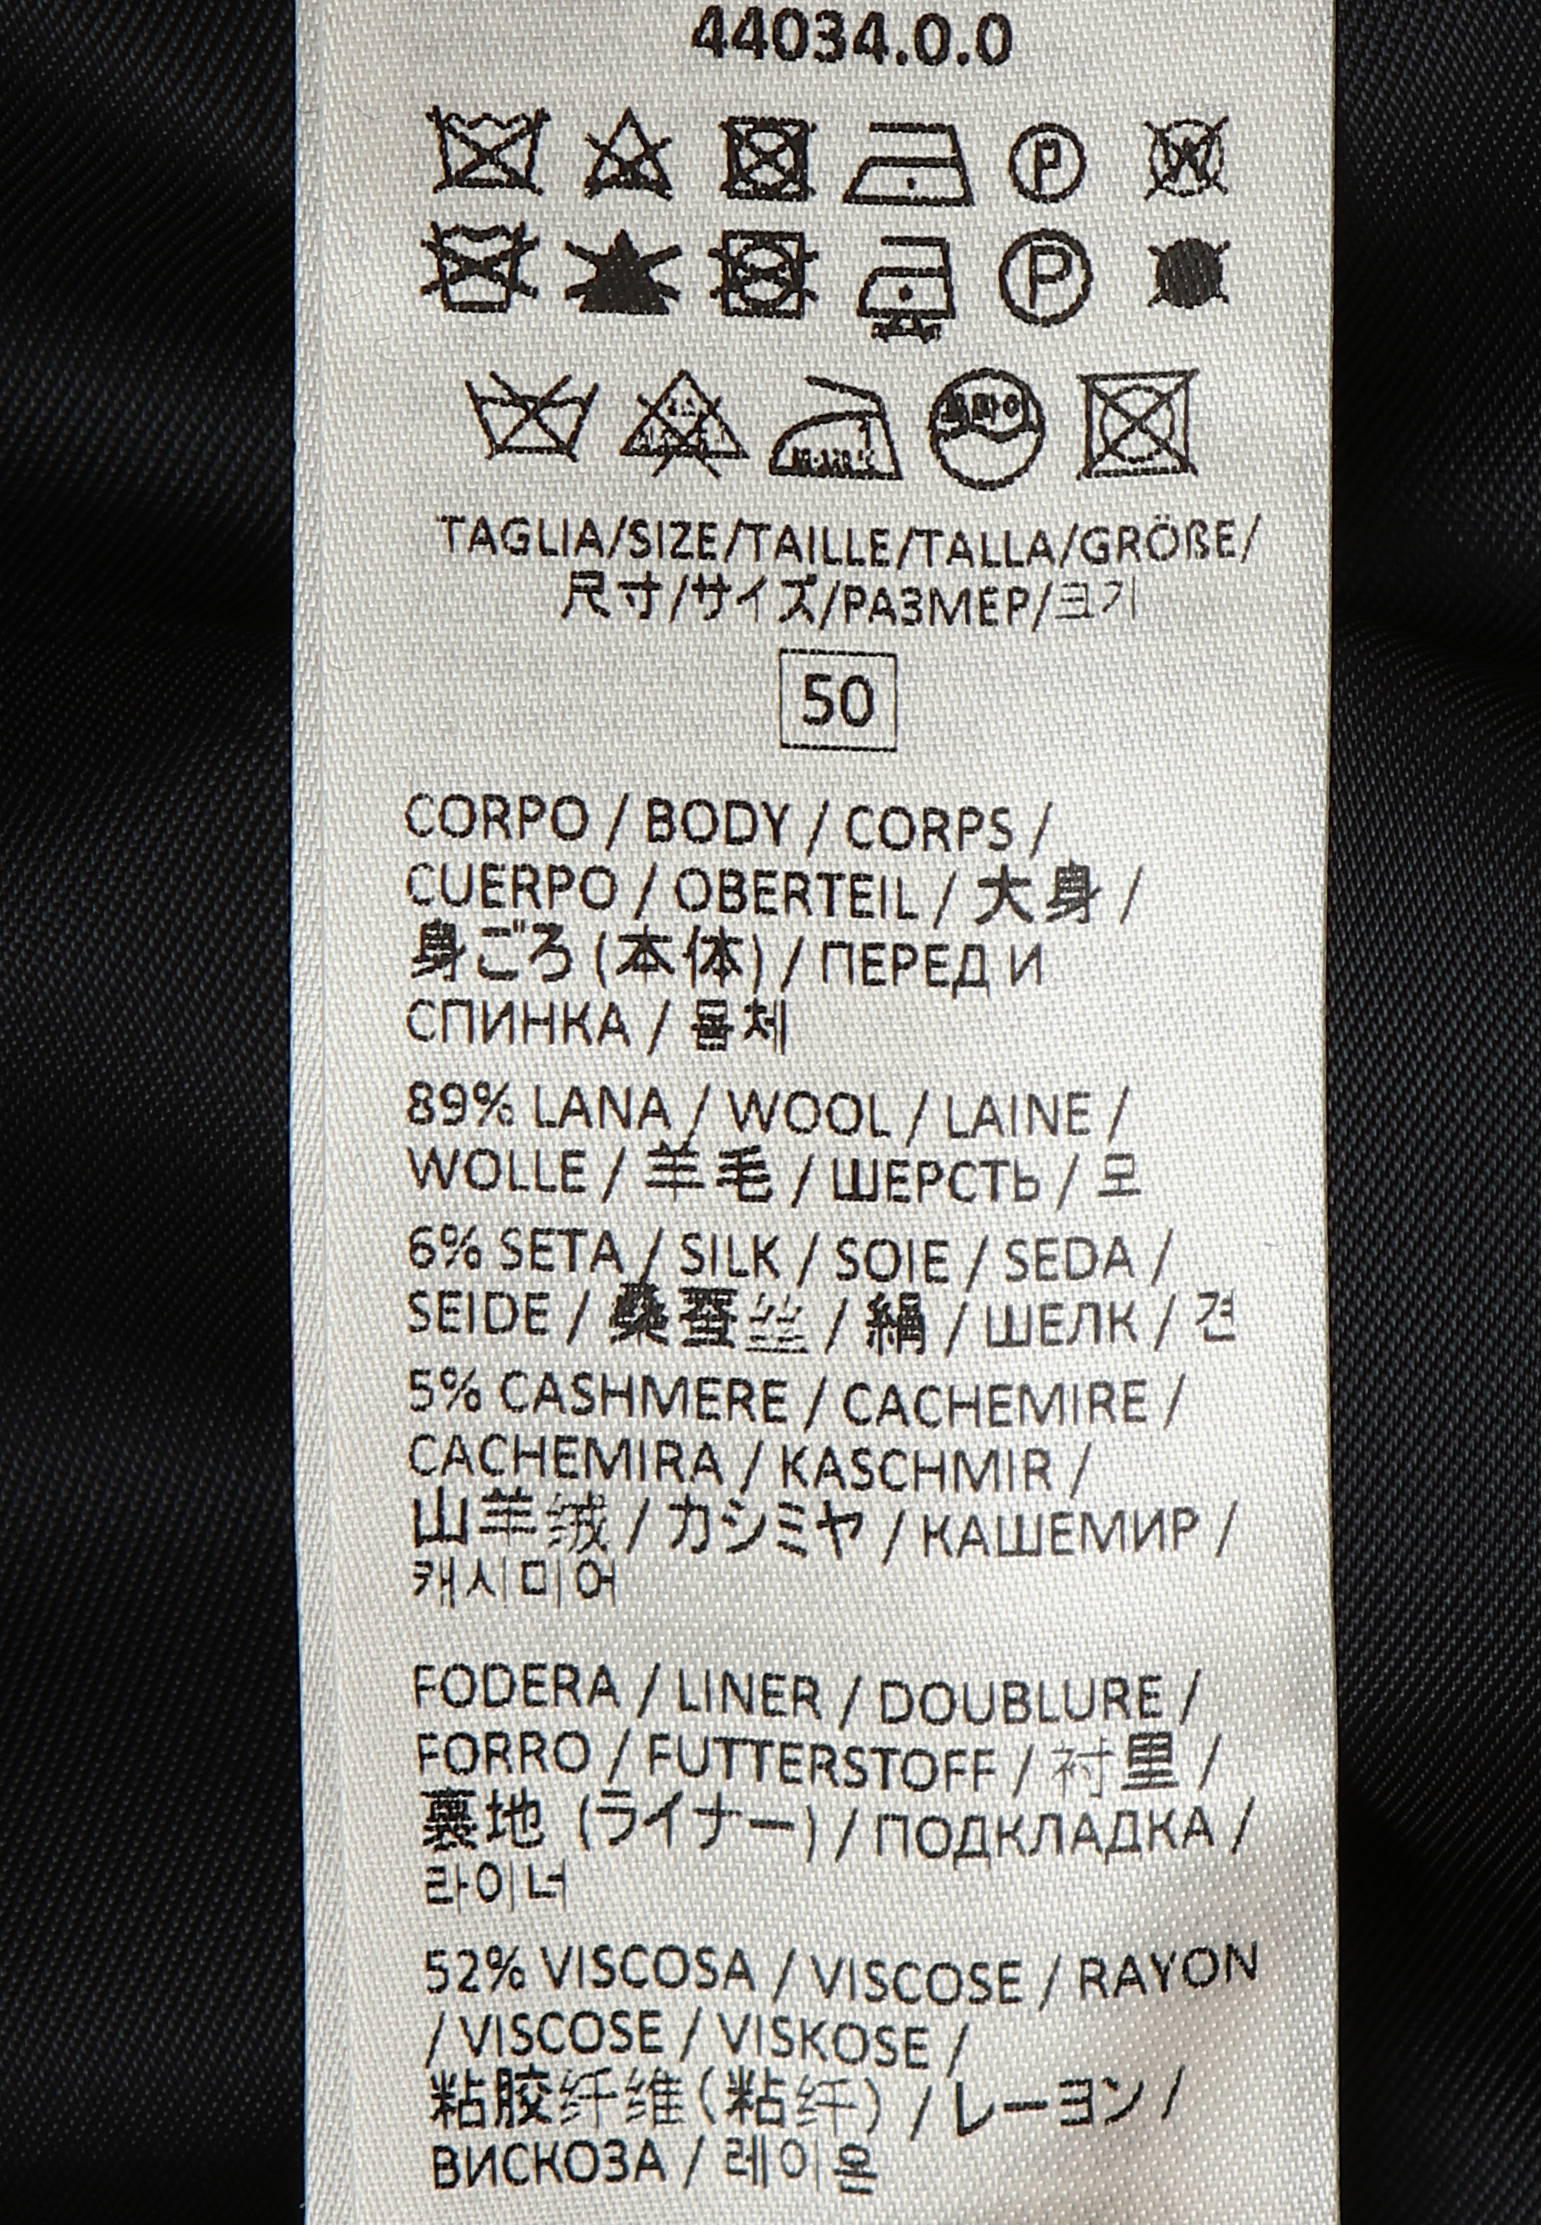 44034.0.0
P W
P
TAGLIA/SIZE/TAILLE/TALLA/GRÖßE/
尺寸/サイズ/РАЗМЕР/크기
50
CORPO / BODY / CORPS /
CUERPO / OBERTEIL / 大身 /
身ごろ (本体) / ПЕРЕД И
СПИНКА / 몸체
89% LANA / WOOL / LAINE /
WOLLE / 羊毛 / ШЕРСТЬ / 모
6% SETA / SILK / SOIE / SEDA /
SEIDE / 桑蚕丝 / 絹 / ШЕЛК / 견
5% CASHMERE / CACHEMIRE /
CACHEMIRA / KASCHMIR /
山羊绒 / カシミヤ / КАШЕМИР /
캐시미어
FODERA / LINER / DOUBLURE /
FORRO / FUTTERSTOFF / 衬里 /
裏地 (ライナー) / ПОДКЛАДКА /
라이너
52% VISCOSA / VISCOSE / RAYON
/ VISCOSE / VISKOSE /
粘胶纤维(粘纤) / レーヨン /
ВИСКОЗА / 레이온